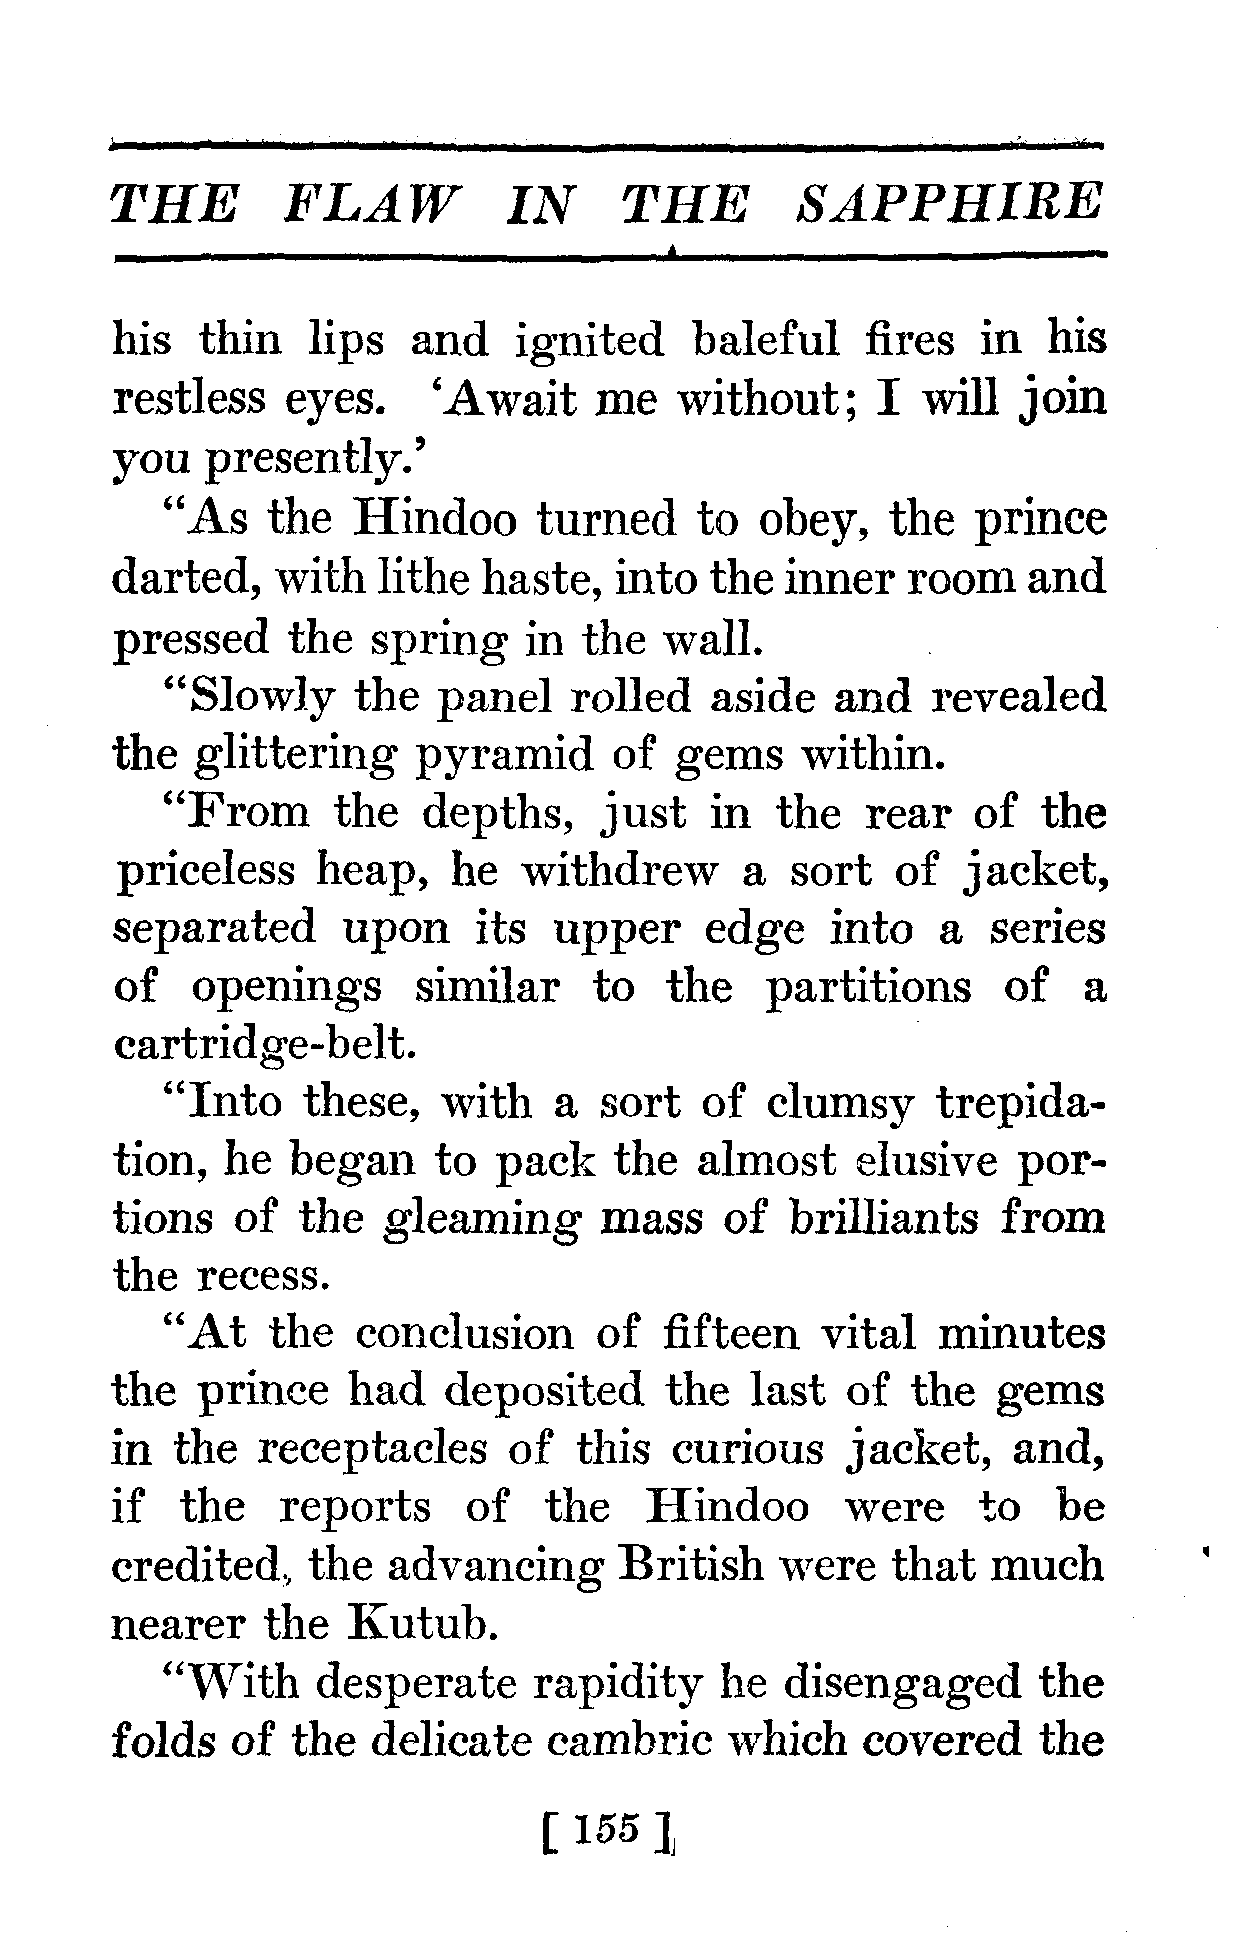 THE FLAW IN THE SAPPHIRE
his thin lips and ignited baleful fires in his
restless eyes. ‘Await me without; I will join
you presently.’
“As the Hindoo turned to obey, the prince
darted, with lithe haste, into the inner room and
pressed the spring in the wall.
“Slowly the panel rolled aside and revealed
the glittering pyramid of gems within.
“From the depths, just in the rear of the
priceless heap, he withdrew a sort of jacket,
separated upon its upper edge into a series
of openings similar to the partitions of a
cartridge-belt.
“Into these, with a sort of clumsy trepida-
tion, he began to pack the almost elusive por-
tions of the gleaming mass of brilliants from
the recess.
“At the conclusion of fifteen vital minutes
the prince had deposited the last of the gems
in the receptacles of this curious jacket, and,
if the reports of the Hindoo were to be
credited, the advancing British were that much
nearer the Kutub.
“With desperate rapidity he disengaged the
folds of the delicate cambric which covered the
[ 155 ]